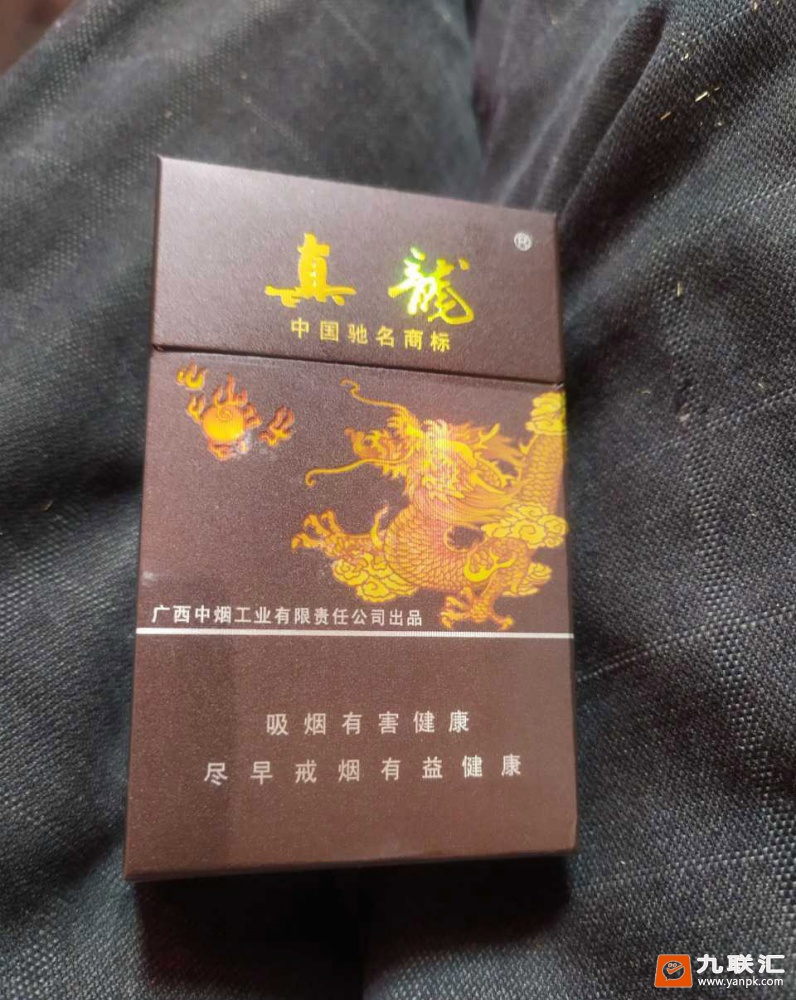 真龍
®
中国驰名商标
广西中烟工业有限责任公司出品
吸烟有害健康
尽早戒烟有益健康
九联汇
www.yanpk.com